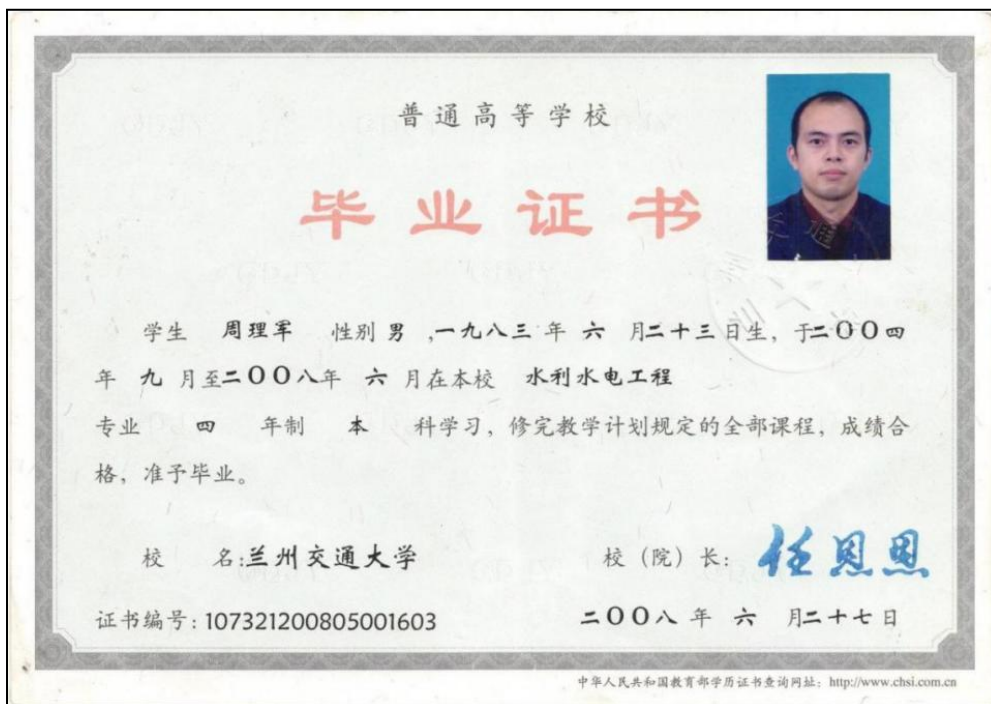 普通高等学校
毕业证书
学生 周理军 性别 男 ,一九八三 年 六 月二十三日生，于二〇〇四
年 九 月至二〇〇八年 六 月在本校 水利水电工程
专业 四 年制 本 科学习，修完教学计划规定的全部课程，成绩合
格，准予毕业。
校 名:兰州交通大学 校（院）长： 任恩恩
证书编号：107321200805001603 二〇〇八 年 六 月二十七日
中华人民共和国教育部学历证书查询网址：http://www.chsi.com.cn